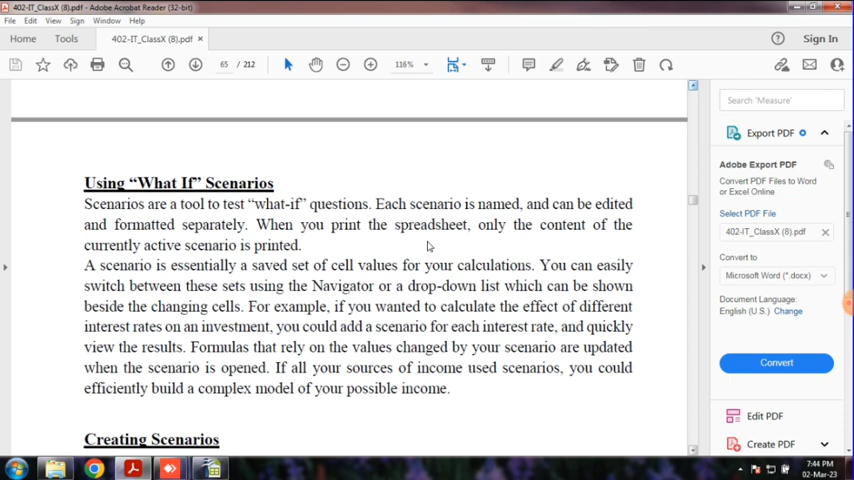 402-IT_ClassX (8).pdf - Adobe Acrobat Reader (32-bit)
File Edit View Sign Window Help
Home Tools 402-IT_ClassX (8).pdf × Sign In
65 / 212 116%
Search 'Measure'
Export PDF
Adobe Export PDF
Convert PDF Files to Word
or Excel Online
Select PDF File
402-IT_ClassX (8).pdf
Convert to
Microsoft Word (*.docx)
Document Language:
English (U.S.) Change
Convert
Edit PDF
Create PDF
Using “What If” Scenarios
Scenarios are a tool to test “what-if” questions. Each scenario is named, and can be edited
and formatted separately. When you print the spreadsheet, only the content of the
currently active scenario is printed.
A scenario is essentially a saved set of cell values for your calculations. You can easily
switch between these sets using the Navigator or a drop-down list which can be shown
beside the changing cells. For example, if you wanted to calculate the effect of different
interest rates on an investment, you could add a scenario for each interest rate, and quickly
view the results. Formulas that rely on the values changed by your scenario are updated
when the scenario is opened. If all your sources of income used scenarios, you could
efficiently build a complex model of your possible income.
Creating Scenarios
7:44 PM
02-Mar-23